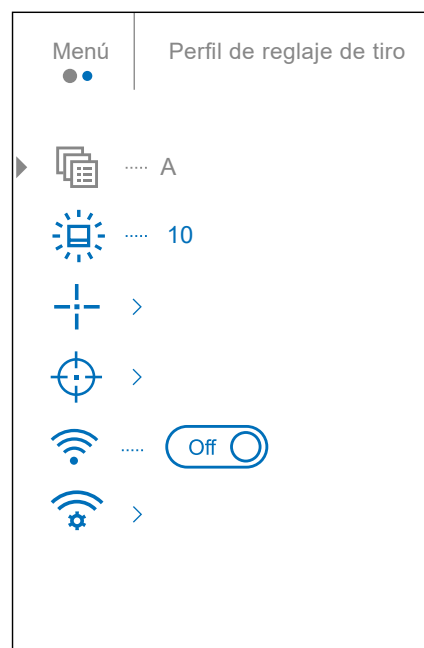 Menú
Perfil de reglaje de tiro
..... A
..... 10
>
>
..... Off
>